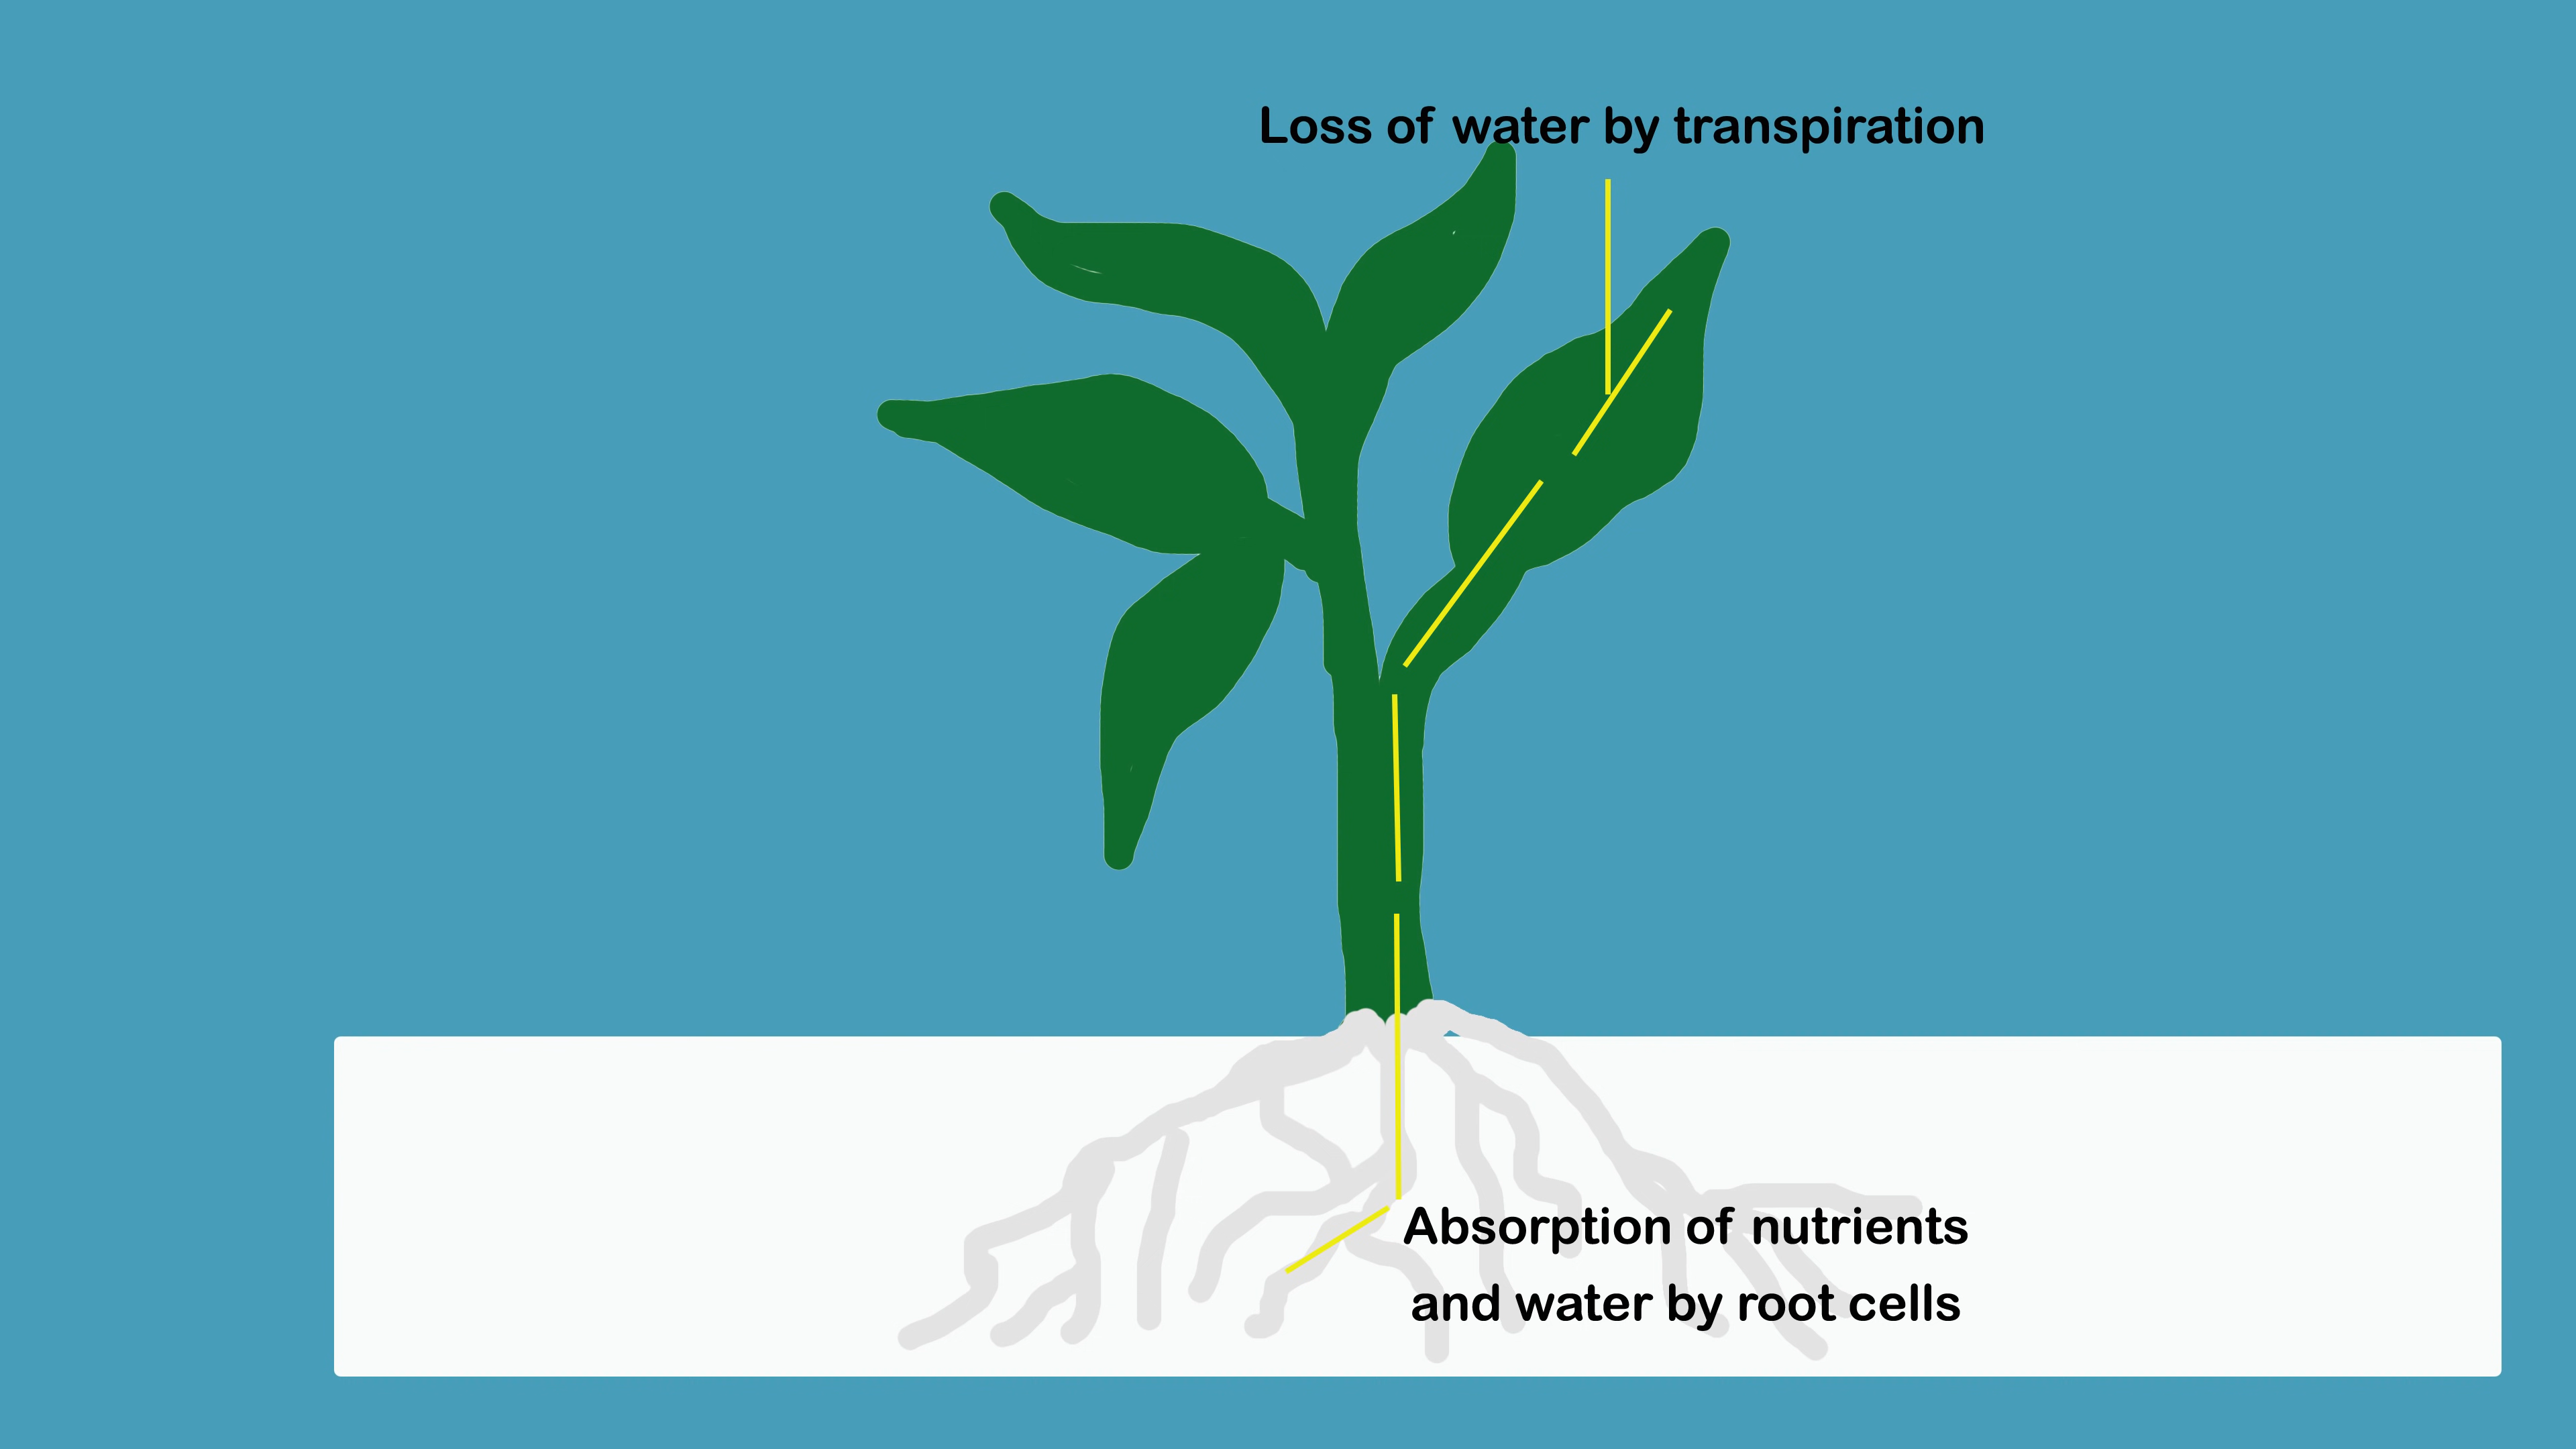 Loss of water by transpiration
Absorption of nutrients
and water by root cells